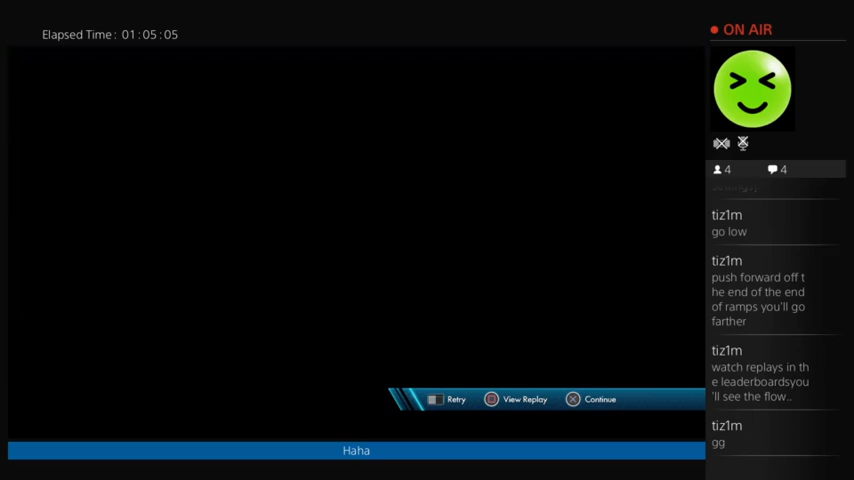 Elapsed Time: 01:05:05
ON AIR
4
4
tiz1m
go low
tiz1m
push forward off t
he end of the end
of ramps you'll go
farther
tiz1m
watch replays in th
e leaderboardsyou
'll see the flow..
tiz1m
gg
Retry
View Replay
Continue
Haha